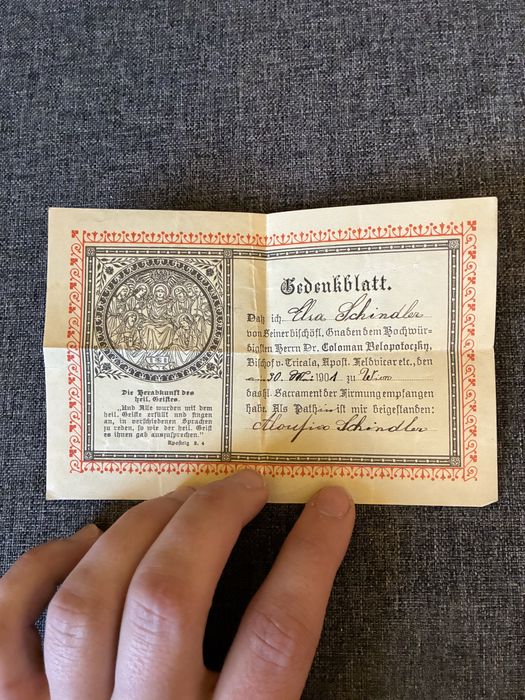 Die Herabkunft des
heil. Geistes.
„Und Alle wurden mit dem
heil. Geiste erfüllt und fingen
an, in verschiedenen Sprachen
zu reden, so wie der heil. Geist
es ihnen gab auszusprechen."
Apostelg. 2. 4
Gedenkblatt.
Daß ich Elsa Schindler
von Seiner bischöfl. Gnaden dem Hochwür-
digsten Herrn Dr. Coloman Belopotoczky,
Bischof v. Tricala, Apost. Feldvicar etc., den
30. Mai 1901 zu Wien
das hl. Sacrament der Firmung empfangen
habe. Als Pathin ist mir beigestanden:
Aloisia Schindler